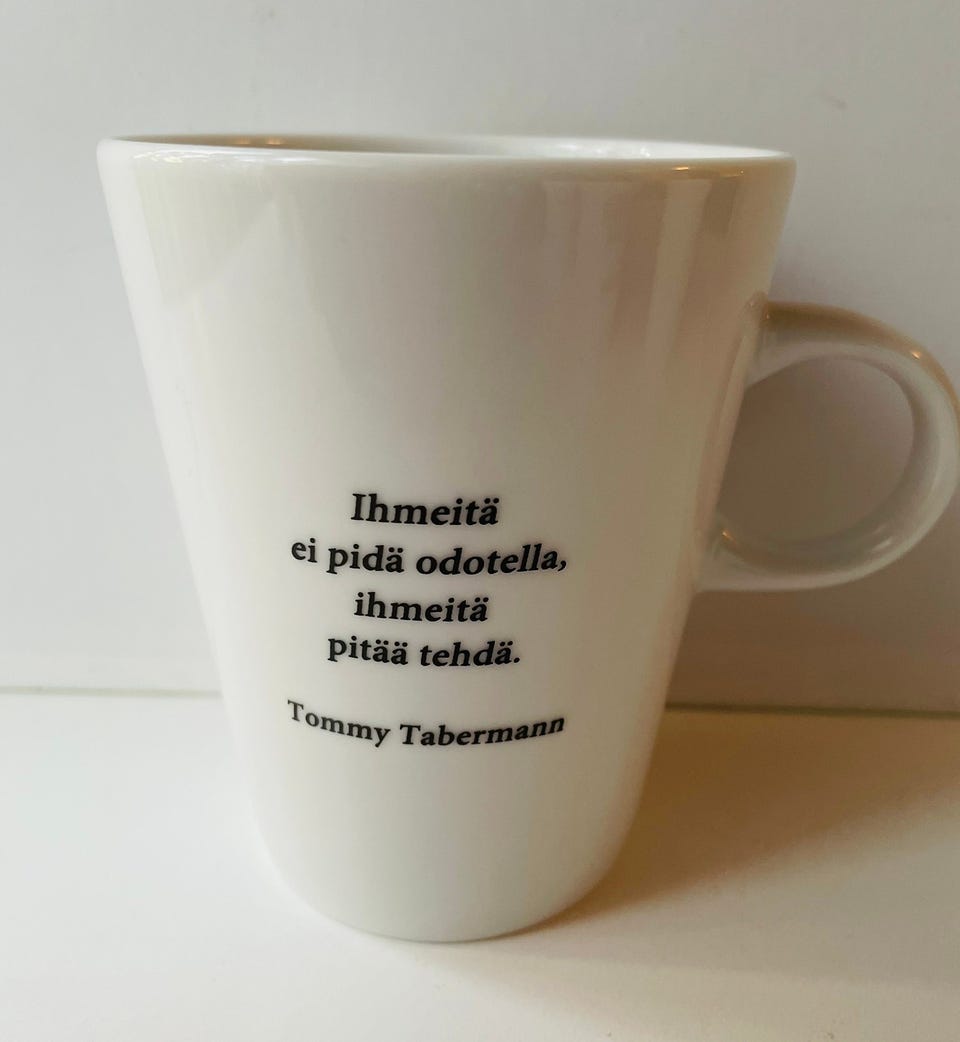 Ihmeitä
ei pidä odotella,
ihmeitä
pitää tehdä.
Tommy Tabermann